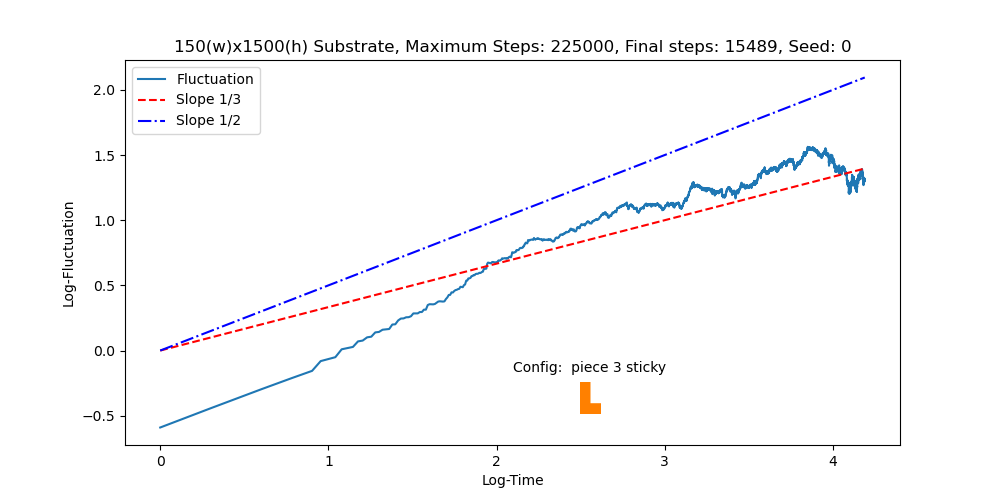 150(w)x1500(h) Substrate, Maximum Steps: 225000, Final steps: 15489, Seed: 0
Fluctuation
Slope 1/3
Slope 1/2
2.0
1.5
1.0
0.5
0.0
−0.5
Log-Fluctuation
Config:  piece 3 sticky
0 1 2 3 4
Log-Time